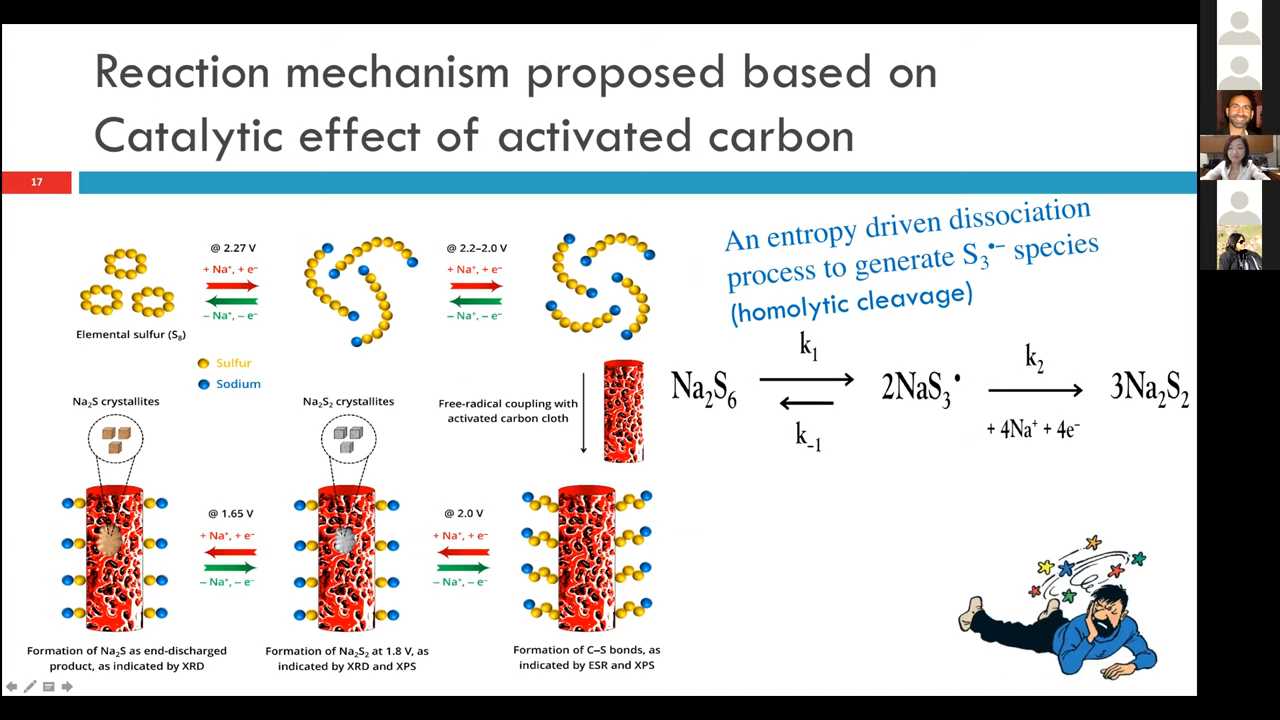 Reaction mechanism proposed based on
Catalytic effect of activated carbon
17
@ 2.27 V
+ Na⁺, + e⁻
− Na⁺, − e⁻
@ 2.2–2.0 V
+ Na⁺, + e⁻
− Na⁺, − e⁻
Elemental sulfur (S₈)
Sulfur
Sodium
An entropy driven dissociation
process to generate S₃•⁻ species
(homolytic cleavage)
k₁
Na₂S₆
2NaS₃•
k₋₁
k₂
+ 4Na⁺ + 4e⁻
3Na₂S₂
Na₂S crystallites
Na₂S₂ crystallites
Free-radical coupling with
activated carbon cloth
@ 1.65 V
+ Na⁺, + e⁻
− Na⁺, − e⁻
@ 2.0 V
+ Na⁺, + e⁻
− Na⁺, − e⁻
Formation of Na₂S as end-discharged
product, as indicated by XRD
Formation of Na₂S₂ at 1.8 V, as
indicated by XRD and XPS
Formation of C–S bonds, as
indicated by ESR and XPS